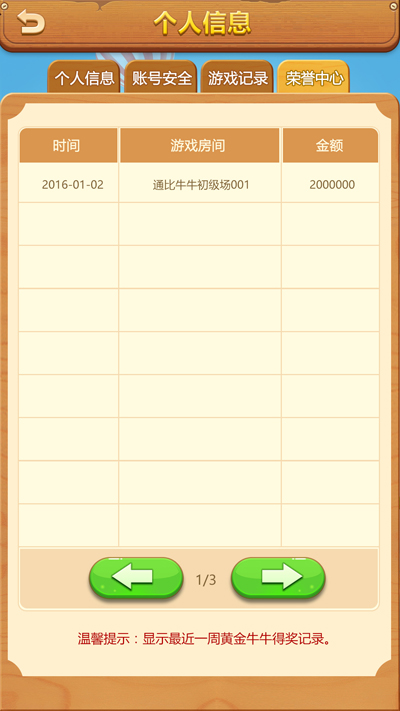 个人信息
个人信息 账号安全 游戏记录 荣誉中心
时间 游戏房间 金额
2016-01-02 通比牛牛初级场001 2000000
1/3
温馨提示：显示最近一周黄金牛牛得奖记录。